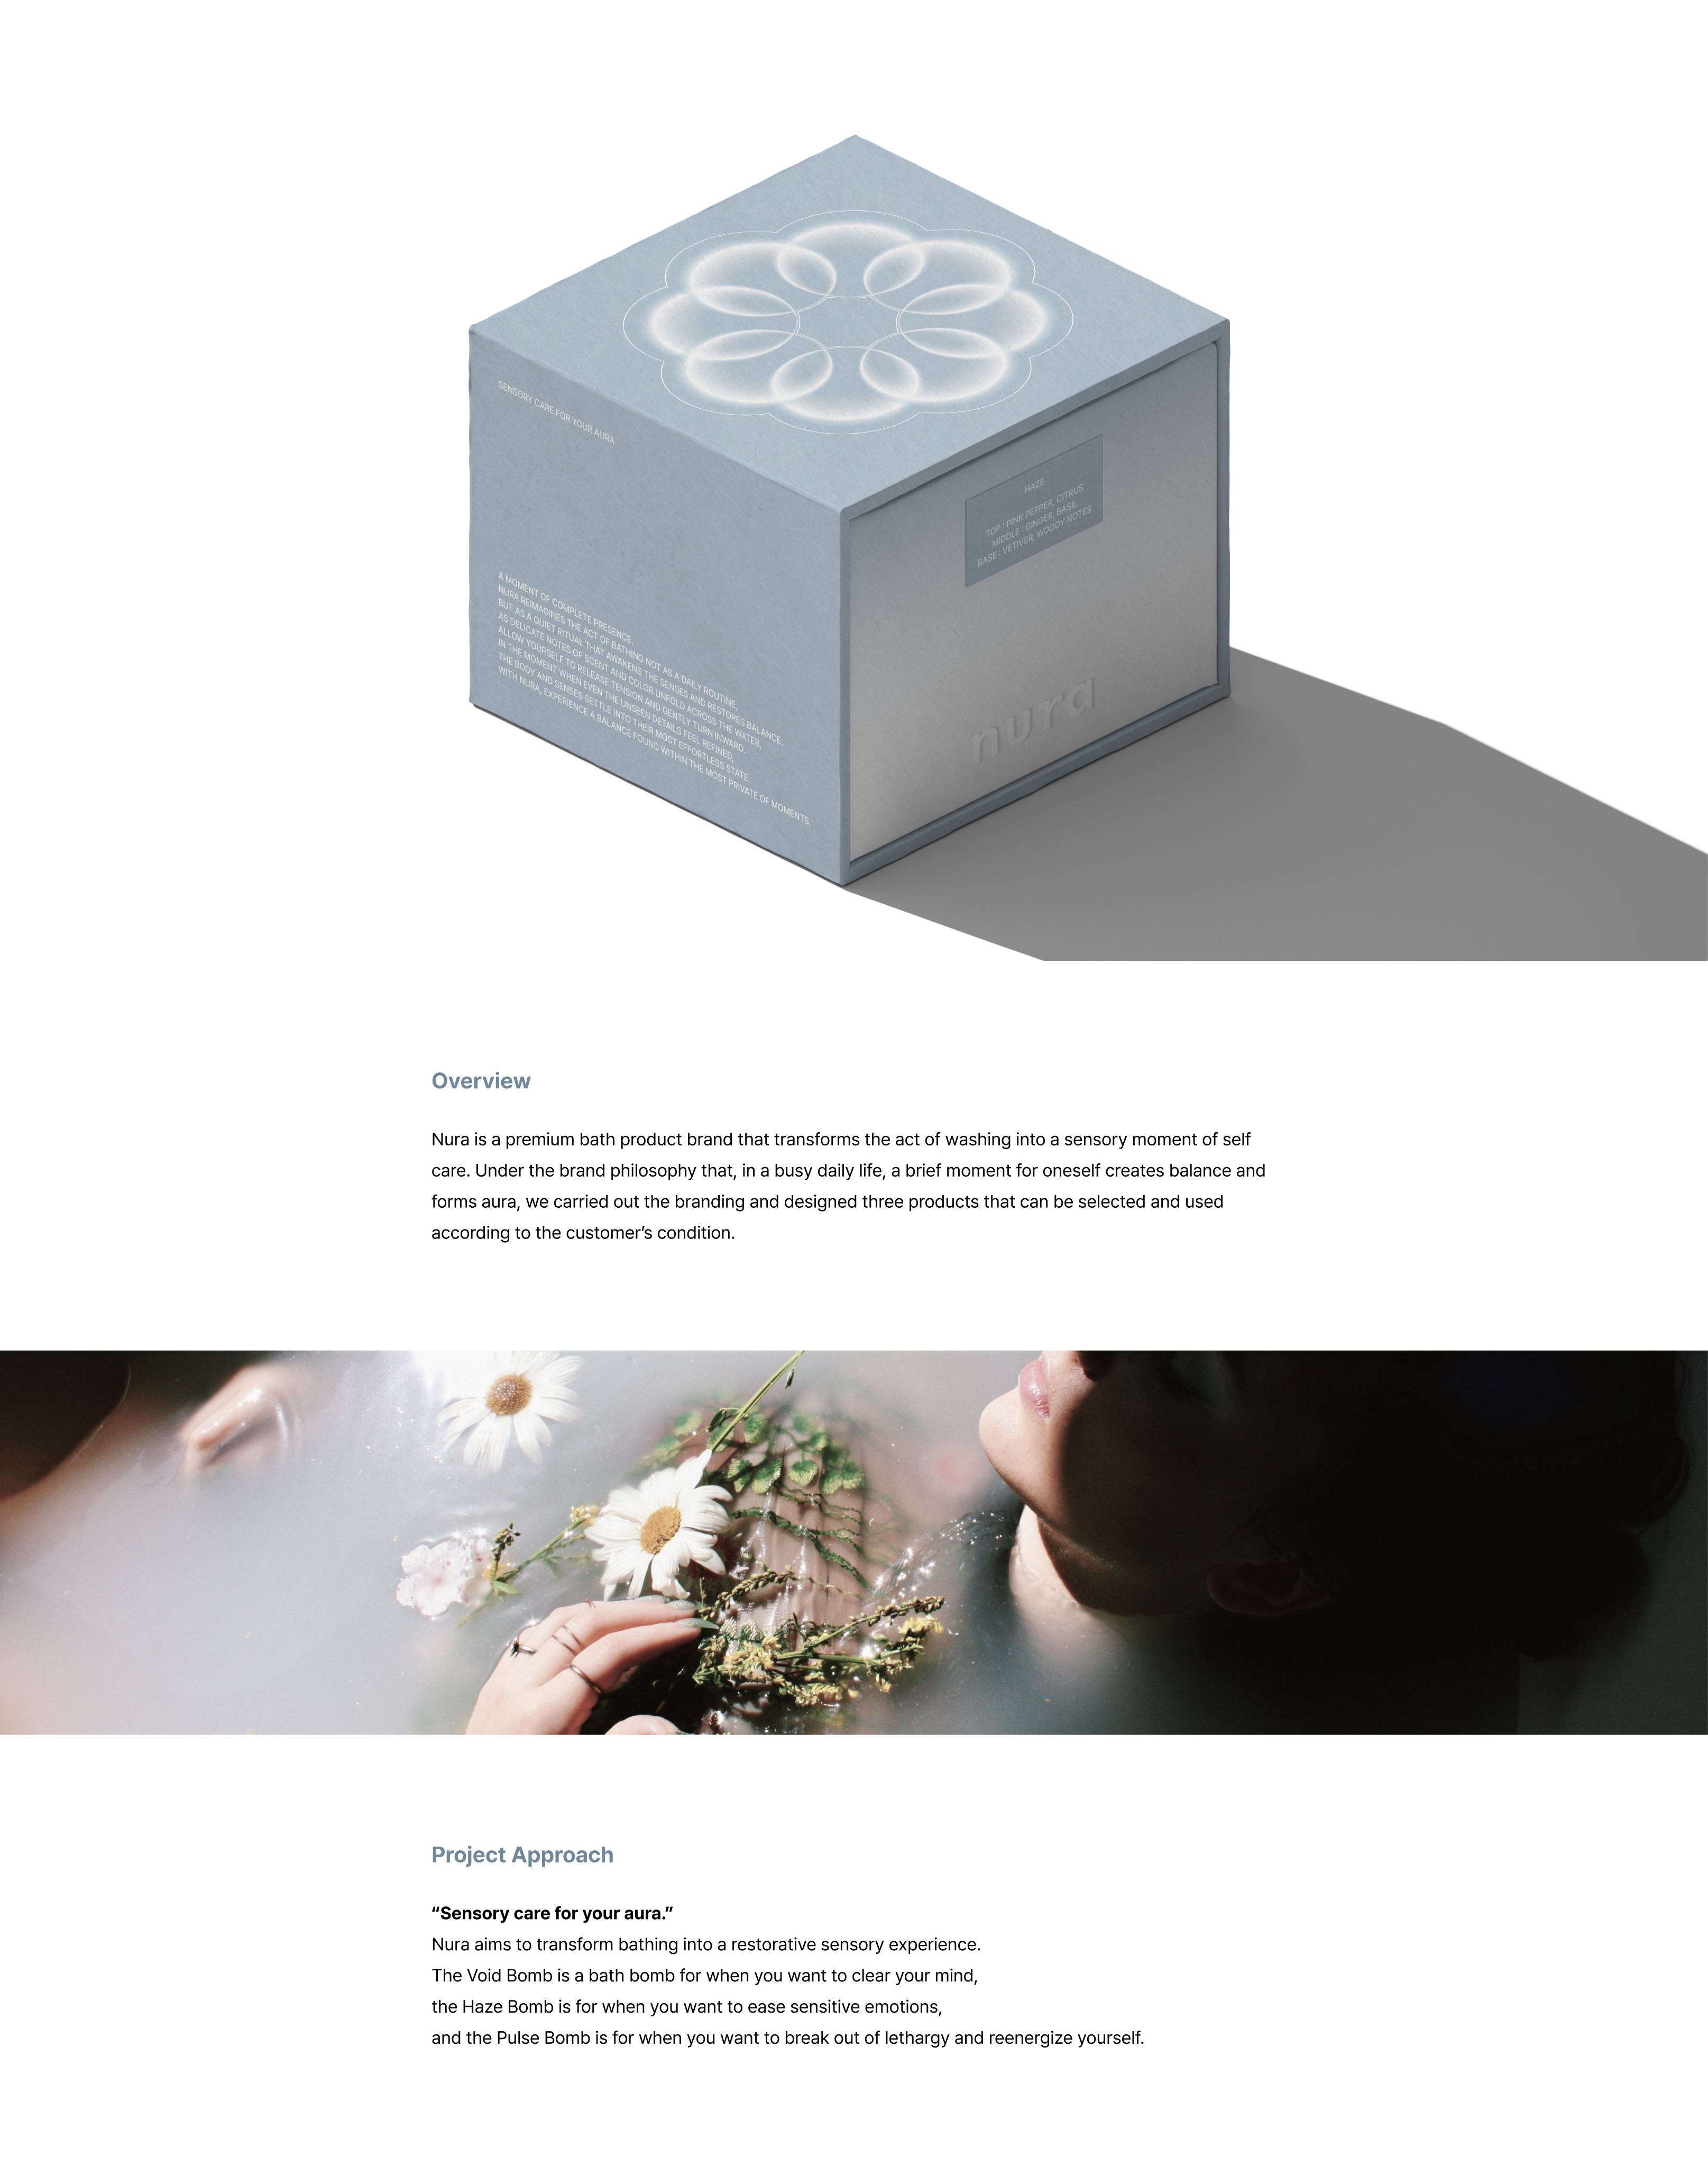 SENSORY CARE FOR YOUR AURA
A MOMENT OF COMPLETE PRESENCE.
NURA REIMAGINES THE ACT OF BATHING NOT AS A DAILY ROUTINE,
BUT AS A QUIET RITUAL THAT AWAKENS THE SENSES AND RESTORES BALANCE.
AS DELICATE NOTES OF SCENT AND COLOR UNFOLD ACROSS THE WATER,
ALLOW YOURSELF TO RELEASE TENSION AND GENTLY TURN INWARD.
IN THE MOMENT WHEN EVEN THE UNSEEN DETAILS FEEL REFINED,
THE BODY AND SENSES SETTLE INTO THEIR MOST EFFORTLESS STATE.
WITH NURA, EXPERIENCE A BALANCE FOUND WITHIN THE MOST PRIVATE OF MOMENTS.
HAZE
TOP : PINK PEPPER, CITRUS
MIDDLE : GINGER, BASIL
BASE : VETIVER, WOODY NOTES
nura
Overview
Nura is a premium bath product brand that transforms the act of washing into a sensory moment of self
care. Under the brand philosophy that, in a busy daily life, a brief moment for oneself creates balance and
forms aura, we carried out the branding and designed three products that can be selected and used
according to the customer’s condition.
Project Approach
“Sensory care for your aura.”
Nura aims to transform bathing into a restorative sensory experience.
The Void Bomb is a bath bomb for when you want to clear your mind,
the Haze Bomb is for when you want to ease sensitive emotions,
and the Pulse Bomb is for when you want to break out of lethargy and reenergize yourself.